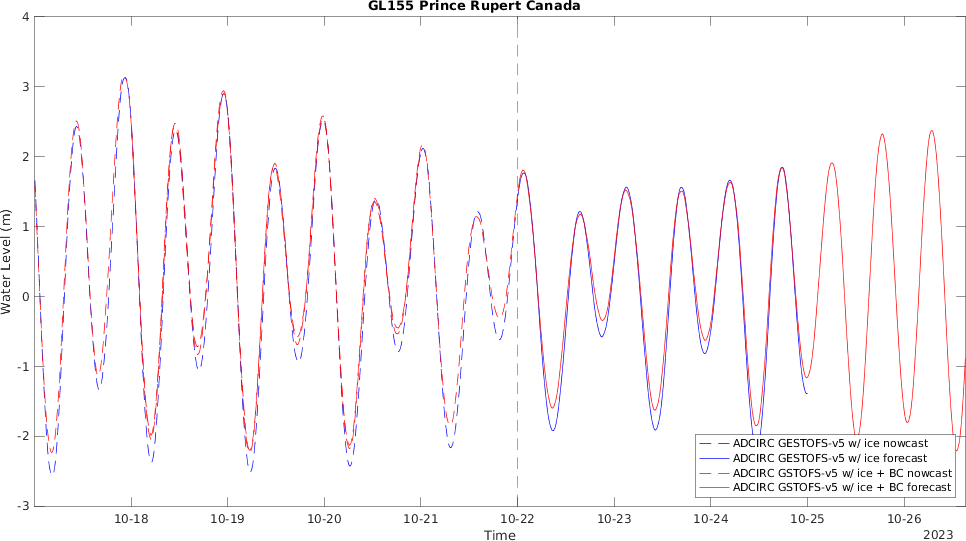 GL155 Prince Rupert Canada
4
3
2
1
0
-1
-2
-3
Water Level (m)
10-18 10-19 10-20 10-21 10-22 10-23 10-24 10-25 10-26
Time
2023
ADCIRC GESTOFS-v5 w/ ice nowcast
ADCIRC GESTOFS-v5 w/ ice forecast
ADCIRC GSTOFS-v5 w/ ice + BC nowcast
ADCIRC GSTOFS-v5 w/ ice + BC forecast